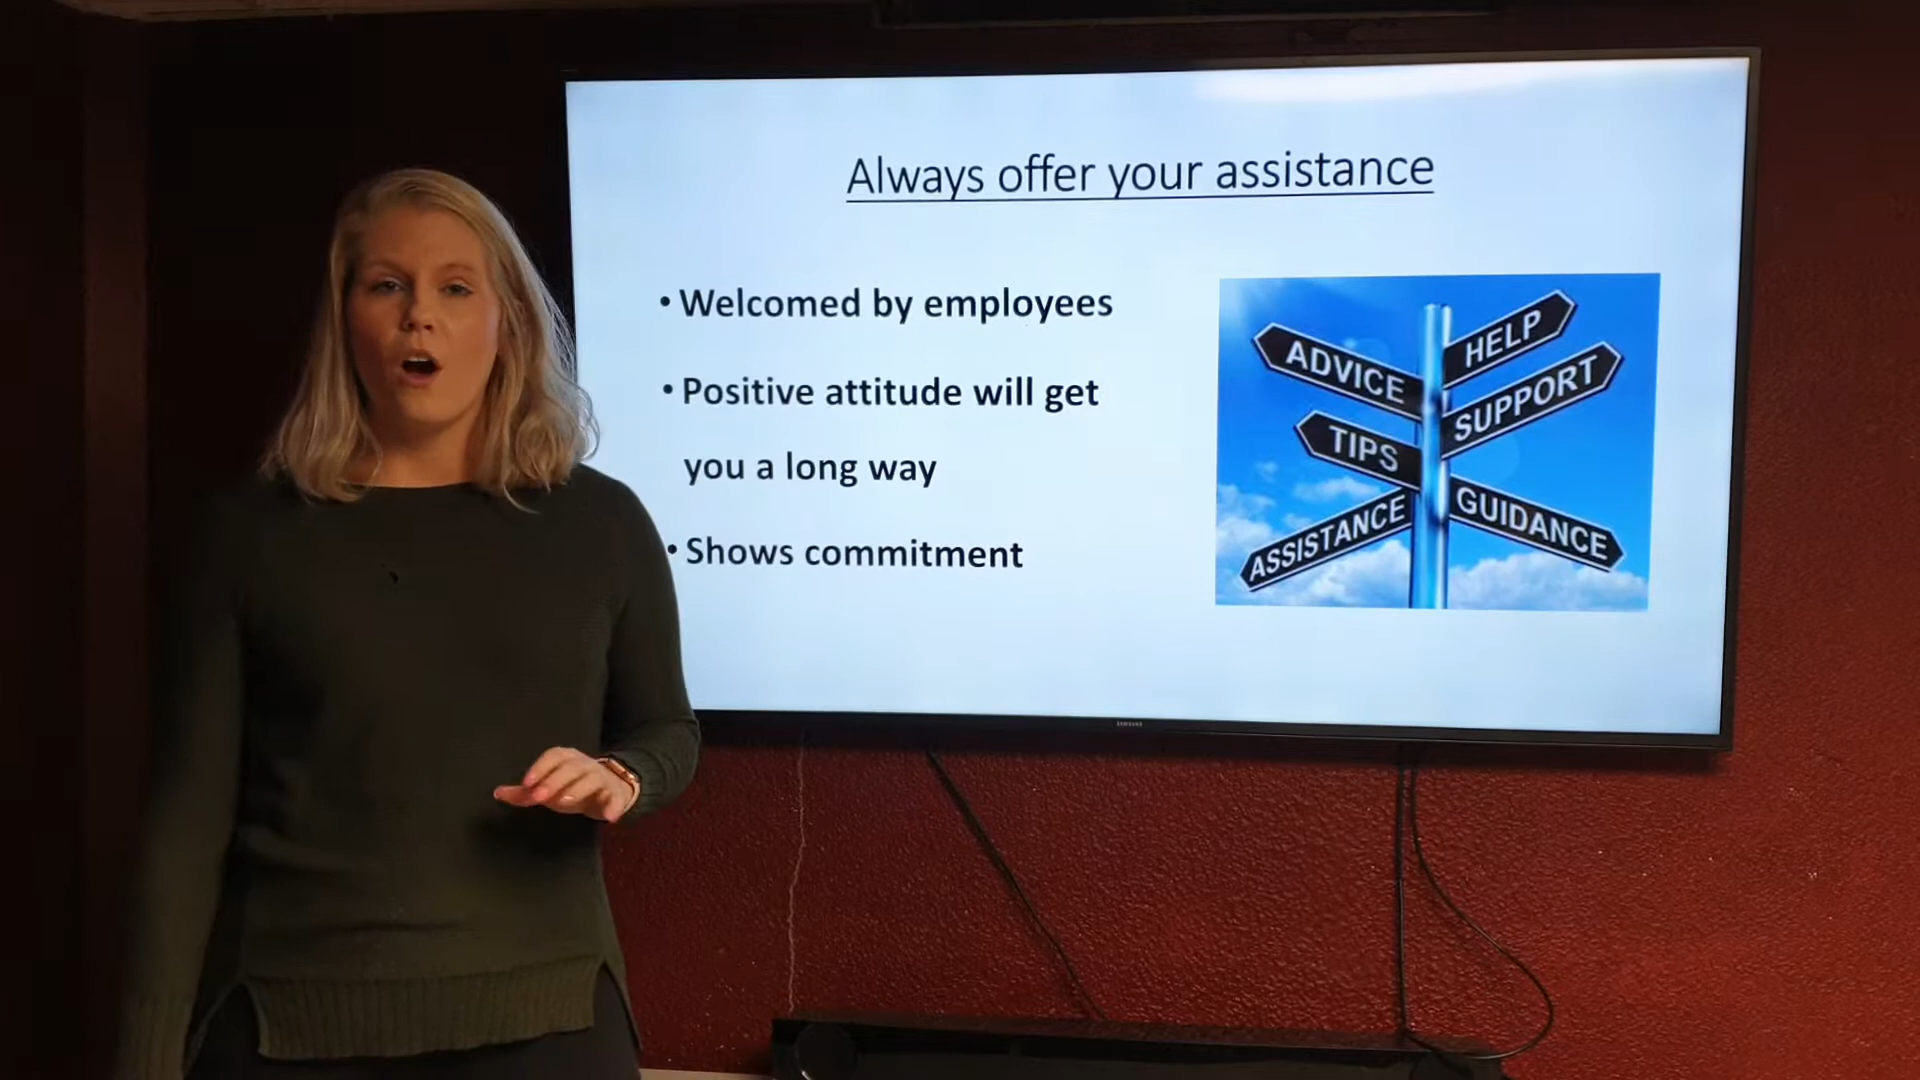 Always offer your assistance
• Welcomed by employees
• Positive attitude will get
you a long way
• Shows commitment
HELP
ADVICE
SUPPORT
TIPS
GUIDANCE
ASSISTANCE
SAMSUNG